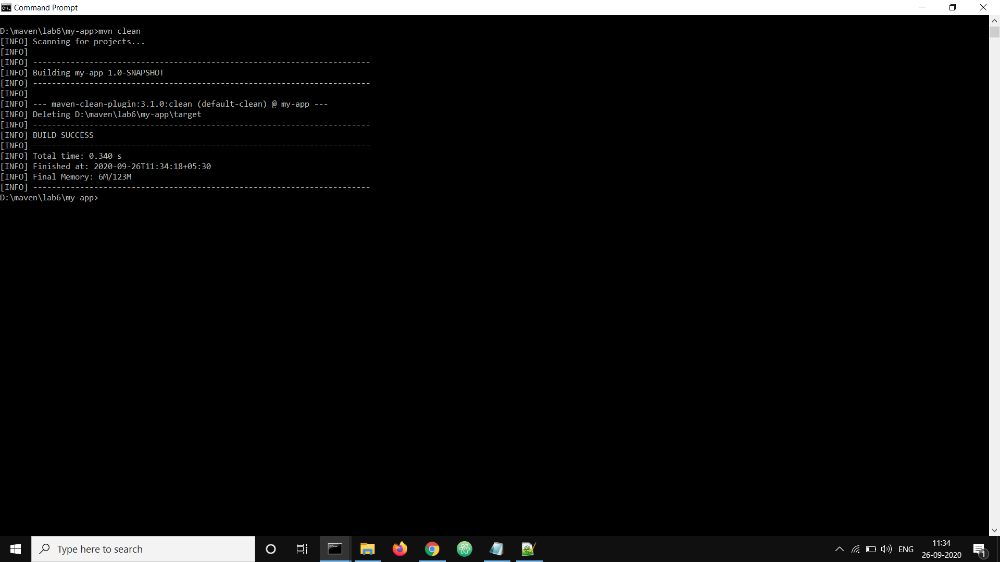 Command Prompt
D:\maven\lab6\my-app>mvn clean
[INFO] Scanning for projects...
[INFO]
[INFO] ------------------------------------------------------------------------
[INFO] Building my-app 1.0-SNAPSHOT
[INFO] ------------------------------------------------------------------------
[INFO]
[INFO] --- maven-clean-plugin:3.1.0:clean (default-clean) @ my-app ---
[INFO] Deleting D:\maven\lab6\my-app\target
[INFO] ------------------------------------------------------------------------
[INFO] BUILD SUCCESS
[INFO] ------------------------------------------------------------------------
[INFO] Total time: 0.340 s
[INFO] Finished at: 2020-09-26T11:34:18+05:30
[INFO] Final Memory: 6M/123M
[INFO] ------------------------------------------------------------------------
D:\maven\lab6\my-app>
Type here to search
ENG
11:34
26-09-2020
1